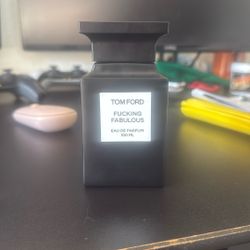 TOM FORD
FUCKING
FABULOUS
EAU DE PARFUM
100 ML